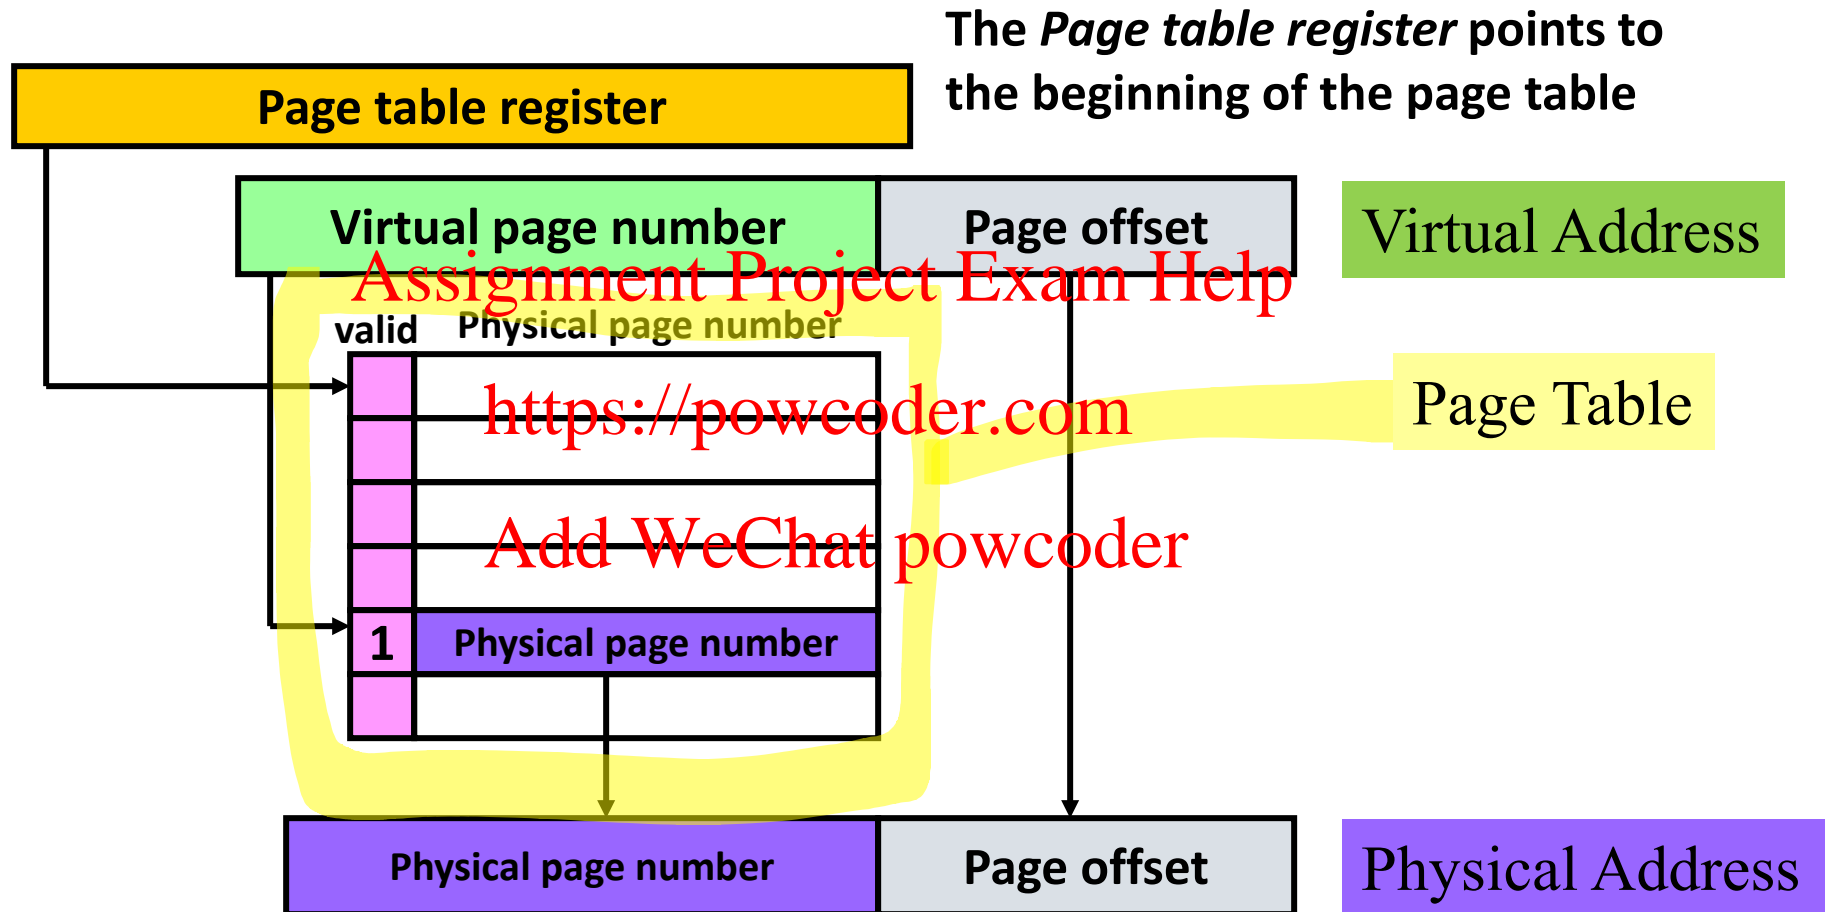 The Page table register points to
the beginning of the page table
Page table register
Virtual page number
Page offset
Virtual Address
Assignment Project Exam Help
valid
Physical page number
https://powcoder.com
Page Table
Add WeChat powcoder
1
Physical page number
Physical page number
Page offset
Physical Address